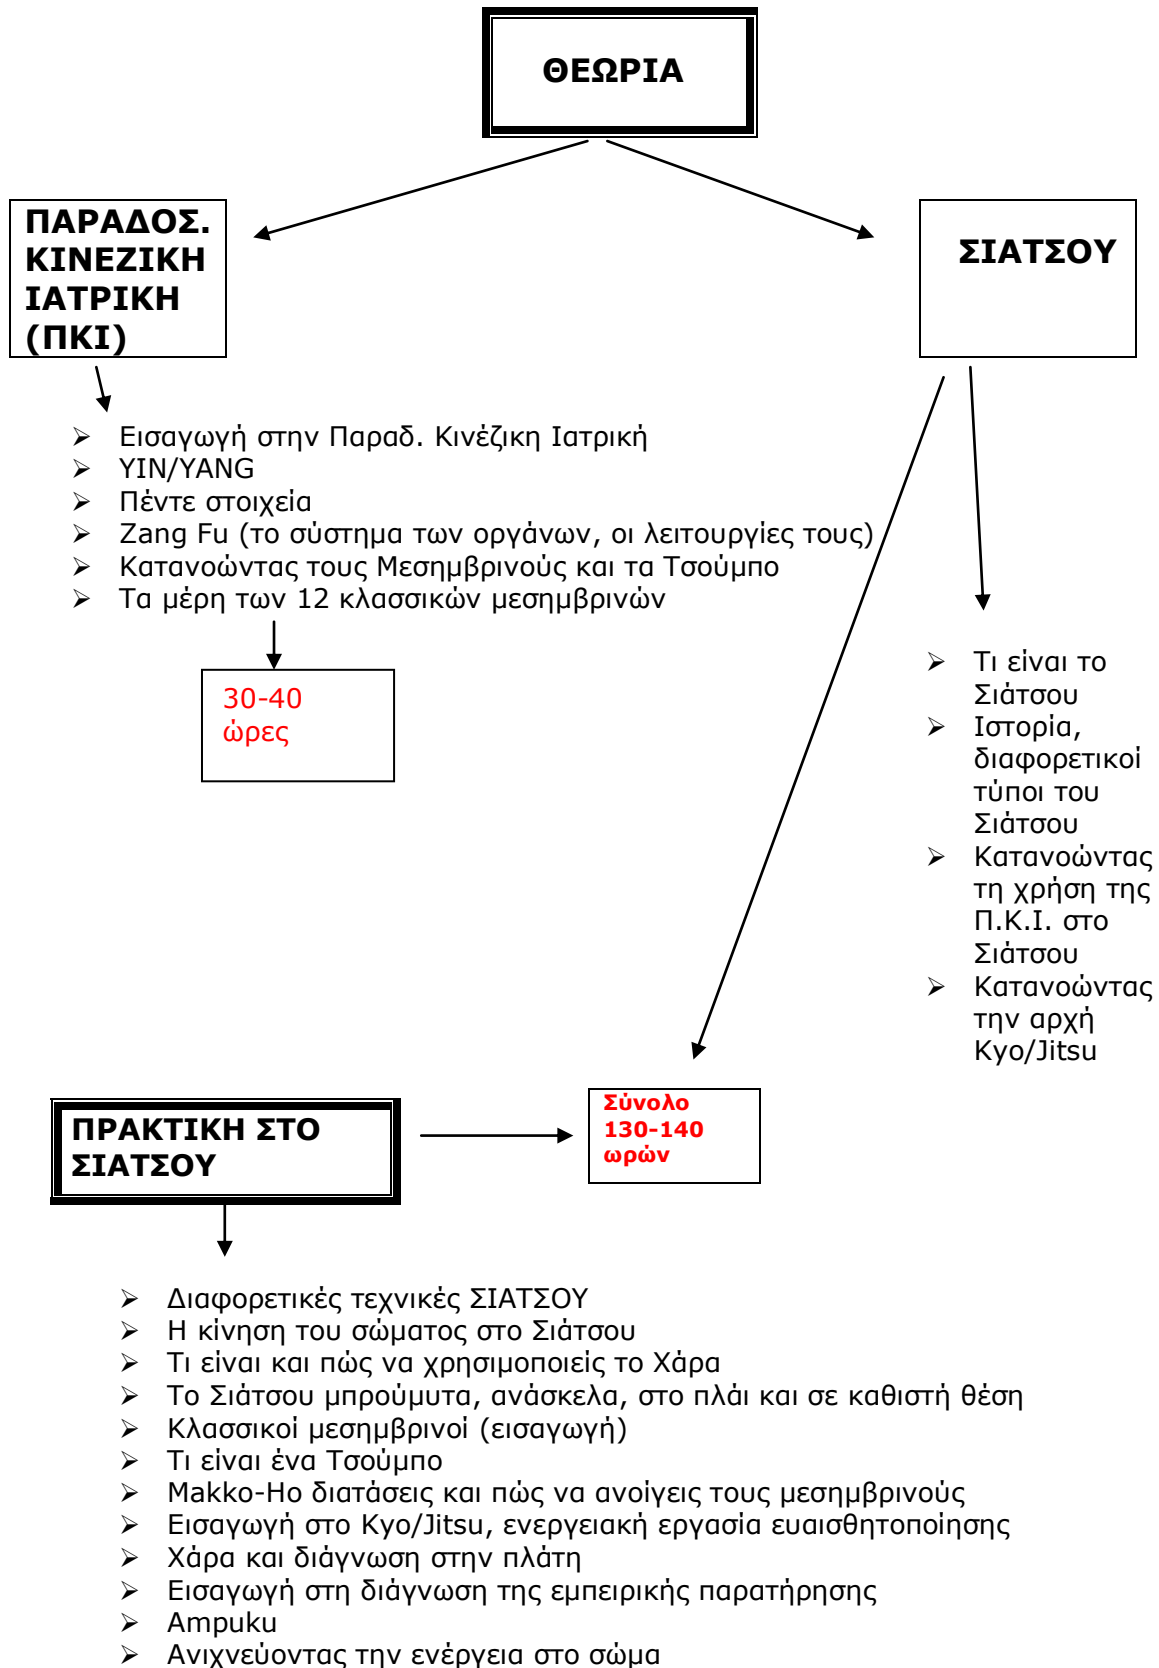 ΘΕΩΡΙΑ
ΠΑΡΑΔΟΣ.
ΚΙΝΕΖΙΚΗ
ΙΑΤΡΙΚΗ
(ΠΚΙ)
ΣΙΑΤΣΟΥ
➢ Εισαγωγή στην Παραδ. Κινέζικη Ιατρική
➢ YIN/YANG
➢ Πέντε στοιχεία
➢ Zang Fu (το σύστημα των οργάνων, οι λειτουργίες τους)
➢ Κατανοώντας τους Μεσημβρινούς και τα Τσούμπο
➢ Τα μέρη των 12 κλασσικών μεσημβρινών
30-40
ώρες
➢ Τι είναι το
Σιάτσου
➢ Ιστορία,
διαφορετικοί
τύποι του
Σιάτσου
➢ Κατανοώντας
τη χρήση της
Π.Κ.Ι. στο
Σιάτσου
➢ Κατανοώντας
την αρχή
Kyo/Jitsu
ΠΡΑΚΤΙΚΗ ΣΤΟ
ΣΙΑΤΣΟΥ
Σύνολο
130-140
ωρών
➢ Διαφορετικές τεχνικές ΣΙΑΤΣΟΥ
➢ Η κίνηση του σώματος στο Σιάτσου
➢ Τι είναι και πώς να χρησιμοποιείς το Χάρα
➢ Το Σιάτσου μπρούμυτα, ανάσκελα, στο πλάι και σε καθιστή θέση
➢ Κλασσικοί μεσημβρινοί (εισαγωγή)
➢ Τι είναι ένα Τσούμπο
➢ Makko-Ho διατάσεις και πώς να ανοίγεις τους μεσημβρινούς
➢ Εισαγωγή στο Kyo/Jitsu, ενεργειακή εργασία ευαισθητοποίησης
➢ Χάρα και διάγνωση στην πλάτη
➢ Εισαγωγή στη διάγνωση της εμπειρικής παρατήρησης
➢ Ampuku
➢ Ανιχνεύοντας την ενέργεια στο σώμα